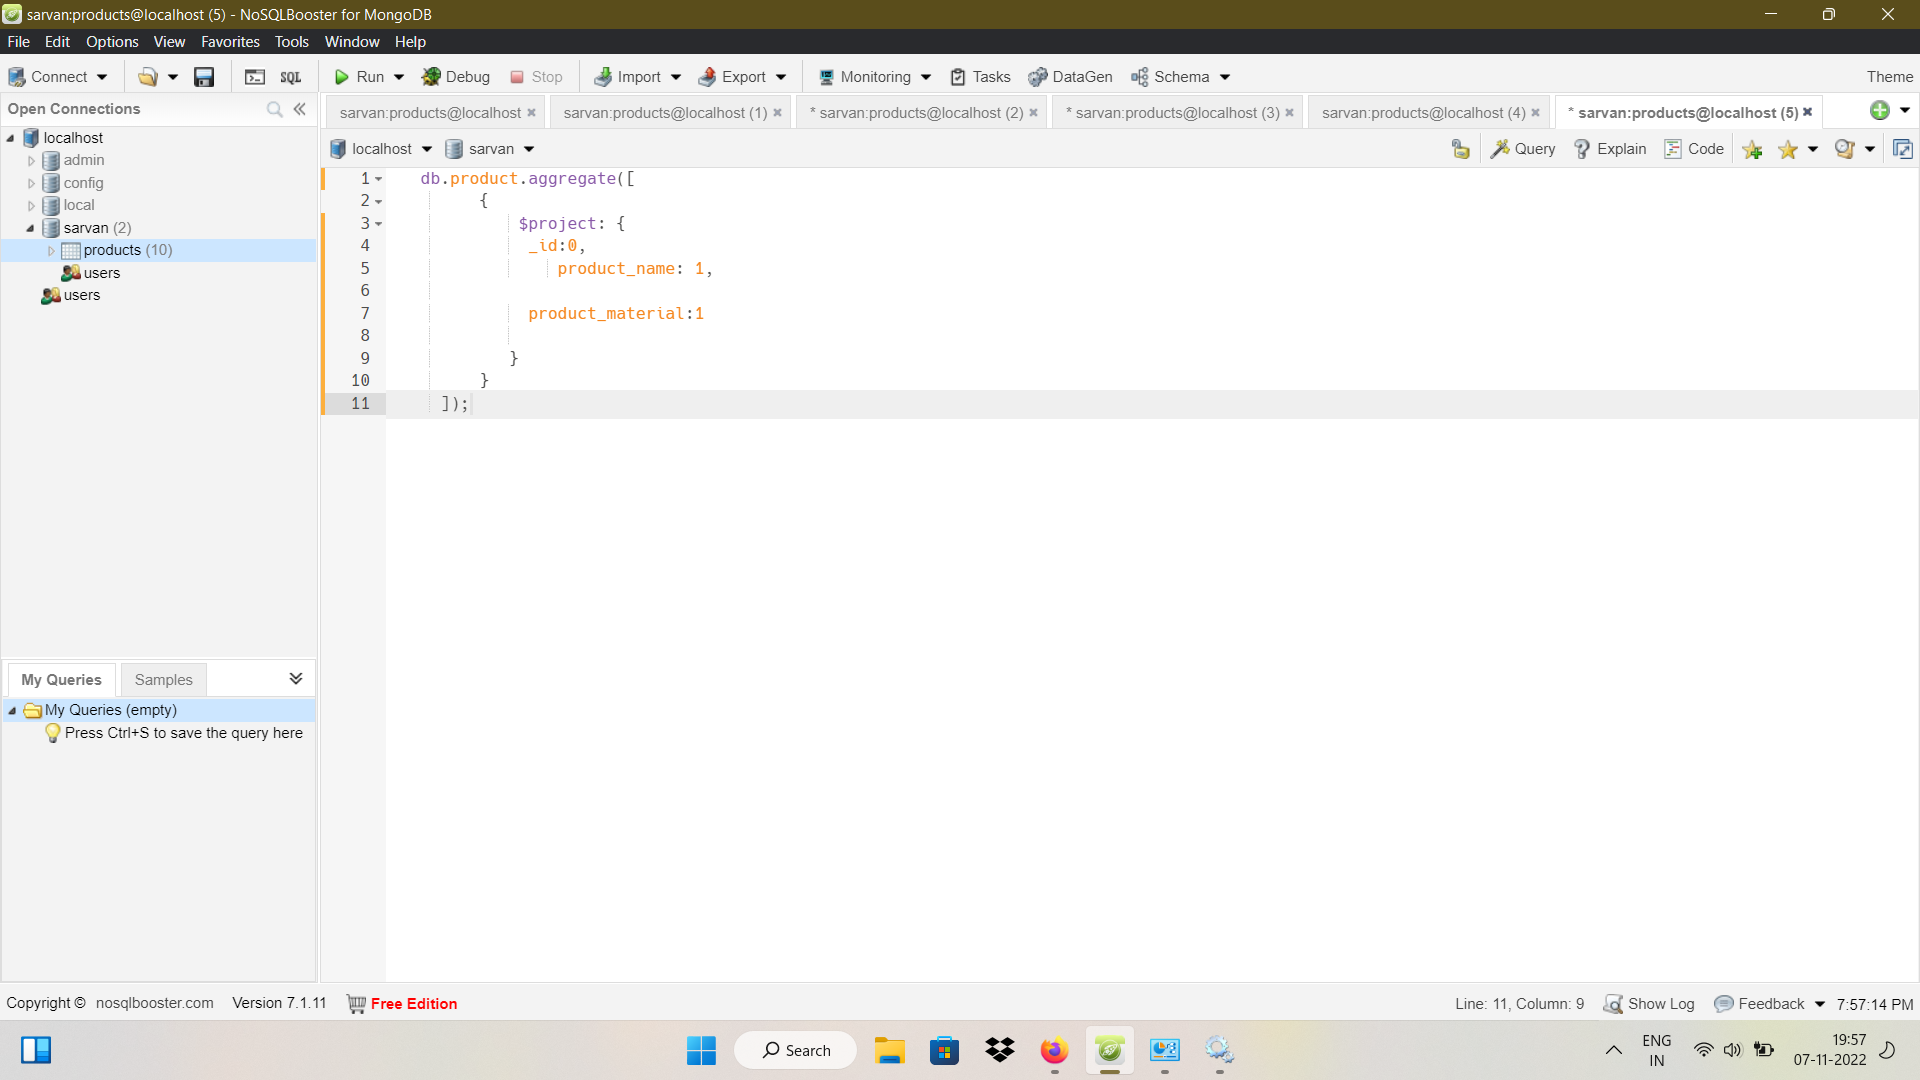 sarvan:products@localhost (5) - NoSQLBooster for MongoDB
File Edit Options View Favorites Tools Window Help
Connect SQL Run Debug Stop Import Export Monitoring Tasks DataGen Schema Theme
Open Connections
sarvan:products@localhost sarvan:products@localhost (1) * sarvan:products@localhost (2) * sarvan:products@localhost (3) sarvan:products@localhost (4) * sarvan:products@localhost (5)
localhost
admin
config
local
sarvan (2)
products (10)
users
users
localhost sarvan Query Explain Code
1 db.product.aggregate([
2 {
3 $project: {
4 _id:0,
5 product_name: 1,
6
7 product_material:1
8
9 }
10 }
11 ]);
My Queries Samples
My Queries (empty)
Press Ctrl+S to save the query here
Copyright © nosqlbooster.com Version 7.1.11 Free Edition Line: 11, Column: 9 Show Log Feedback 7:57:14 PM
Search
ENG
IN
19:57
07-11-2022